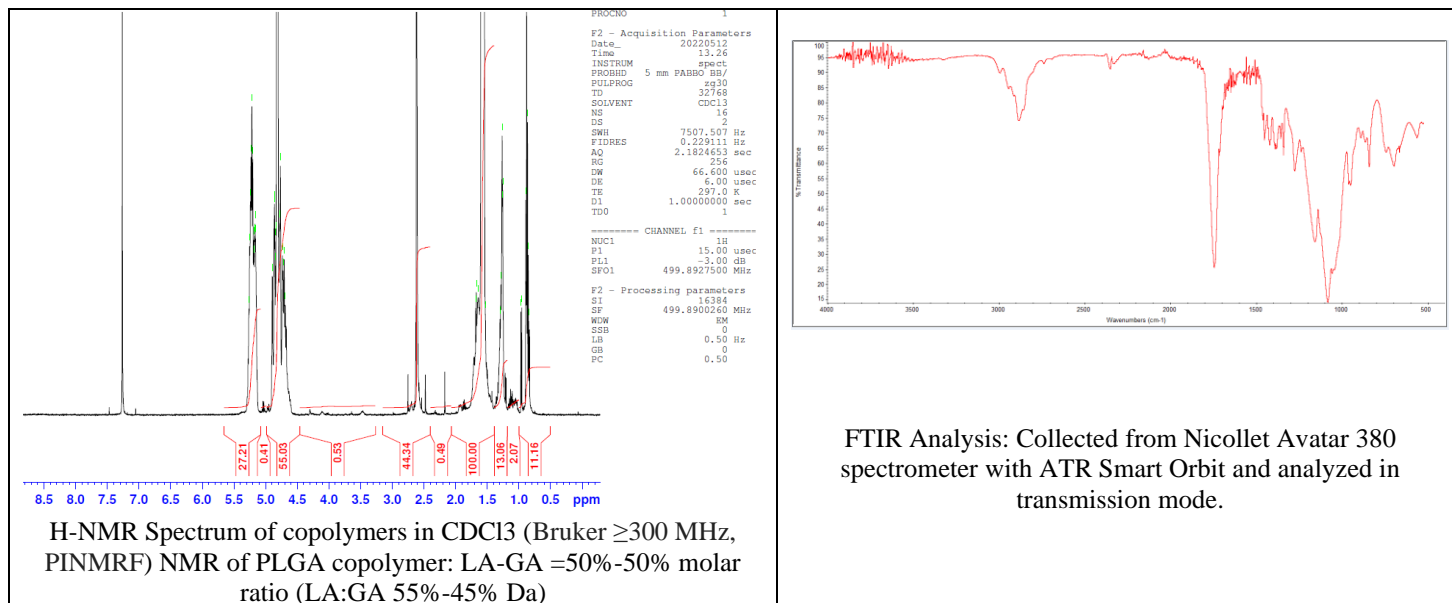 PROCNO 1
F2 - Acquisition Parameters
Date_ 20220512
Time 13.26
INSTRUM spect
PROBHD 5 mm PABBO BB/
PULPROG zg30
TD 32768
SOLVENT CDCl3
NS 16
DS 2
SWH 7507.507 Hz
FIDRES 0.229111 Hz
AQ 2.1824653 sec
RG 256
DW 66.600 usec
DE 6.00 usec
TE 297.0 K
D1 1.00000000 sec
TD0 1
======== CHANNEL f1 ========
NUC1 1H
P1 15.00 usec
PL1 -3.00 dB
SFO1 499.8927500 MHz
F2 - Processing parameters
SI 16384
SF 499.8900260 MHz
WDW EM
SSB 0
LB 0.50 Hz
GB 0
PC 0.50
27.21 0.41 55.03 0.53 44.34 0.49 100.00 13.06 2.07 11.16
8.5 8.0 7.5 7.0 6.5 6.0 5.5 5.0 4.5 4.0 3.5 3.0 2.5 2.0 1.5 1.0 0.5 ppm
H-NMR Spectrum of copolymers in CDCl3 (Bruker ≥300 MHz,
PINMRF) NMR of PLGA copolymer: LA-GA =50%-50% molar
ratio (LA:GA 55%-45% Da)
100
95
90
85
80
75
70
65
60
55
50
45
40
35
30
25
20
15
% Transmittance
4000 3500 3000 2500 2000 1500 1000 500
Wavenumbers (cm-1)
FTIR Analysis: Collected from Nicollet Avatar 380
spectrometer with ATR Smart Orbit and analyzed in
transmission mode.